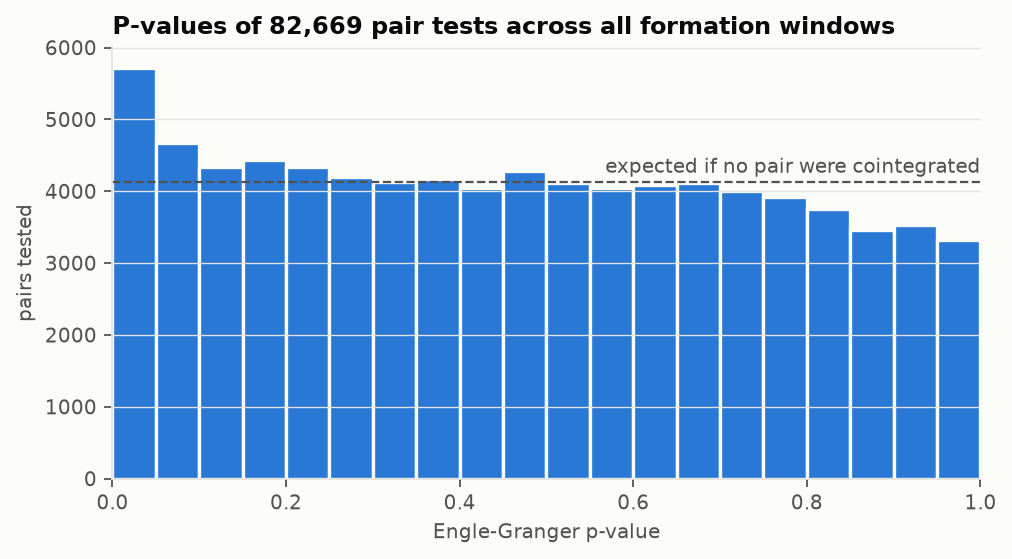 P-values of 82,669 pair tests across all formation windows
6000
5000
4000
3000
2000
1000
0
pairs tested
expected if no pair were cointegrated
0.0 0.2 0.4 0.6 0.8 1.0
Engle-Granger p-value